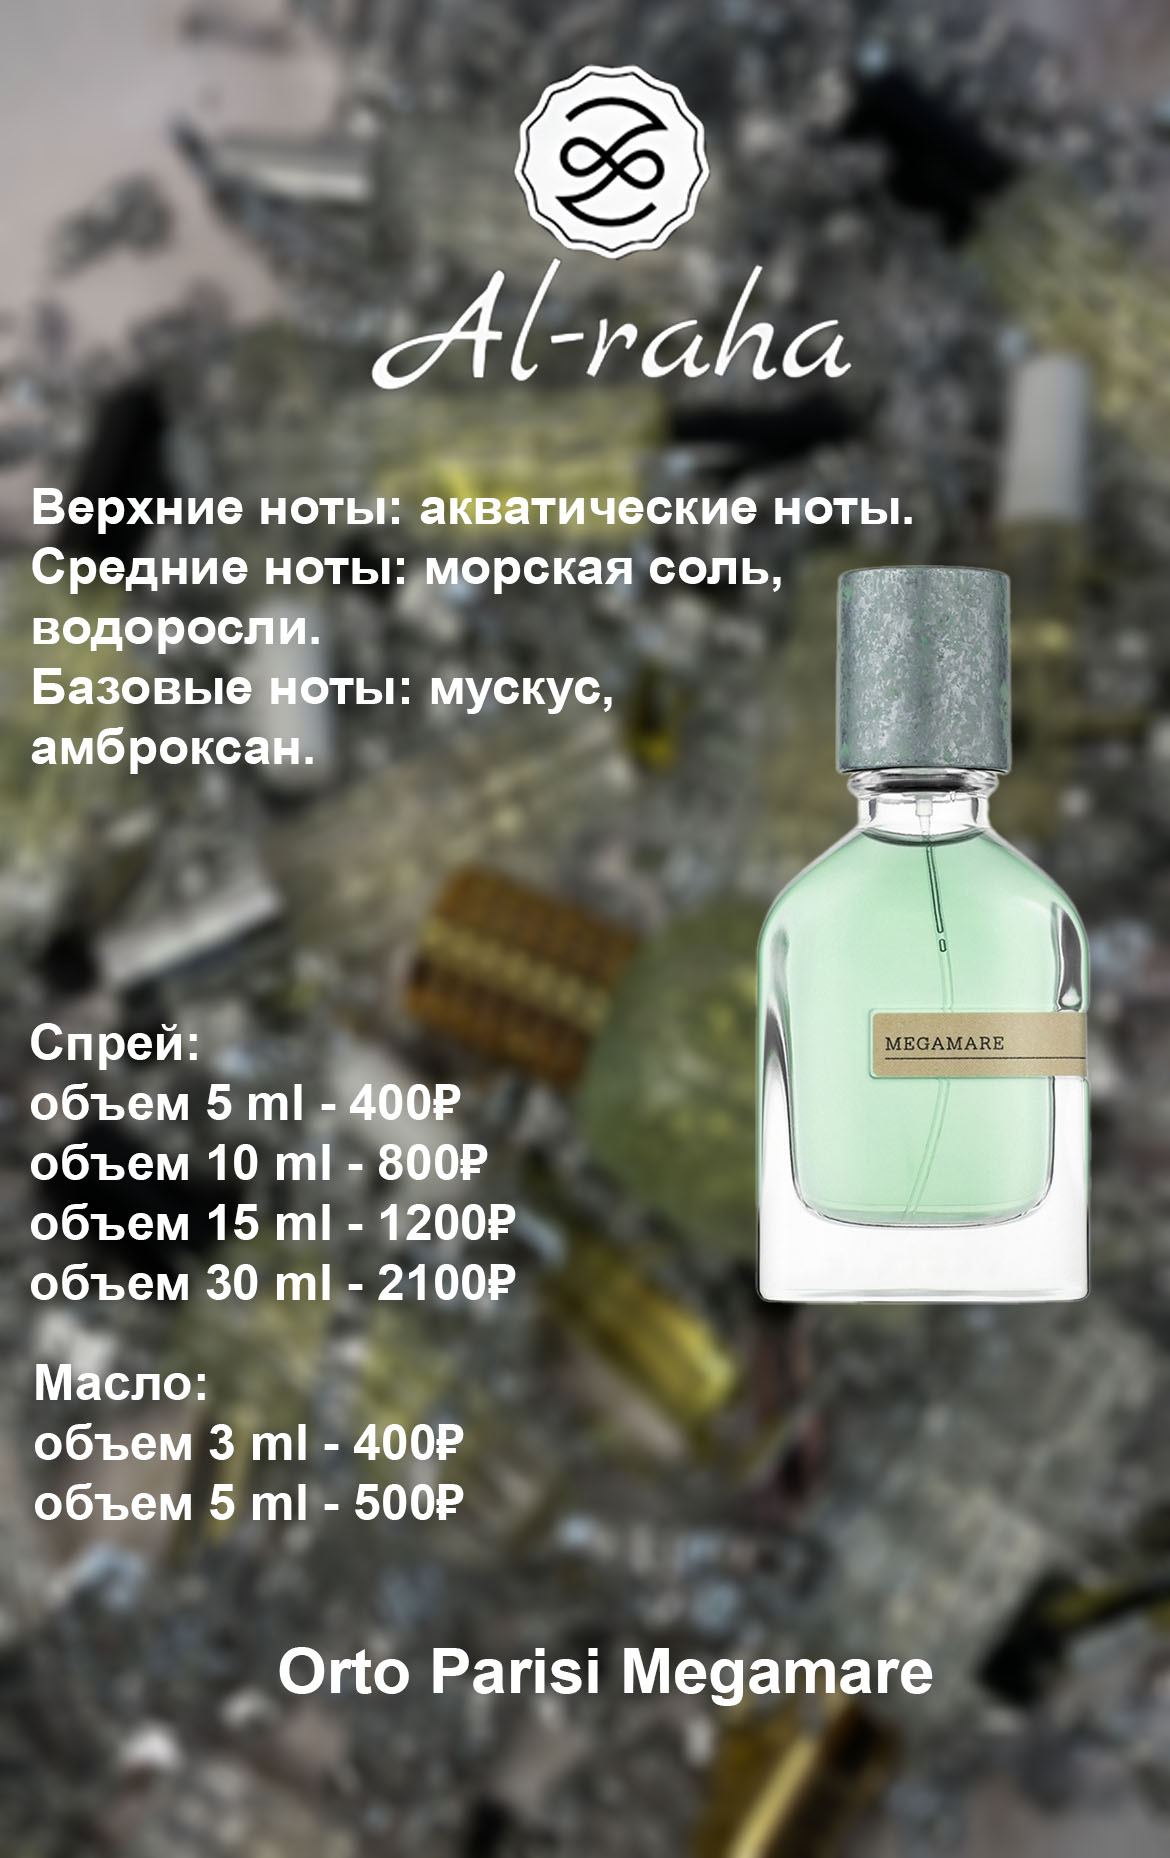 Al-raha
Верхние ноты: акватические ноты.
Средние ноты: морская соль,
водоросли.
Базовые ноты: мускус,
амброксан.
MEGAMARE
Спрей:
объем 5 ml - 400₽
объем 10 ml - 800₽
объем 15 ml - 1200₽
объем 30 ml - 2100₽
Масло:
объем 3 ml - 400₽
объем 5 ml - 500₽
Orto Parisi Megamare